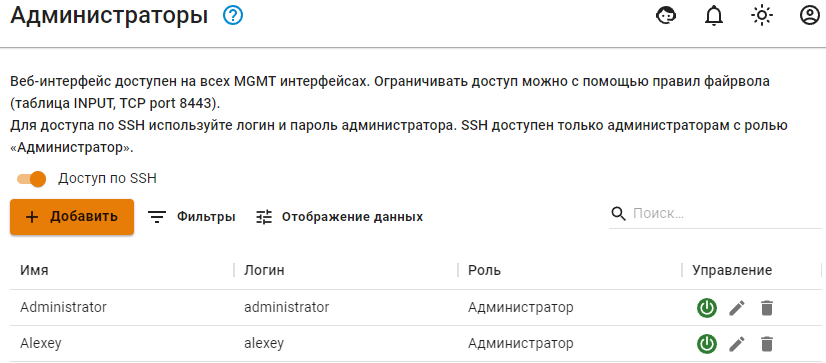 Администраторы
Веб-интерфейс доступен на всех MGMT интерфейсах. Ограничивать доступ можно с помощью правил файрвола
(таблица INPUT, TCP port 8443).
Для доступа по SSH используйте логин и пароль администратора. SSH доступен только администраторам с ролью
«Администратор».
Доступ по SSH
Добавить Фильтры Отображение данных Поиск...
Имя Логин Роль Управление
Administrator administrator Администратор
Alexey alexey Администратор